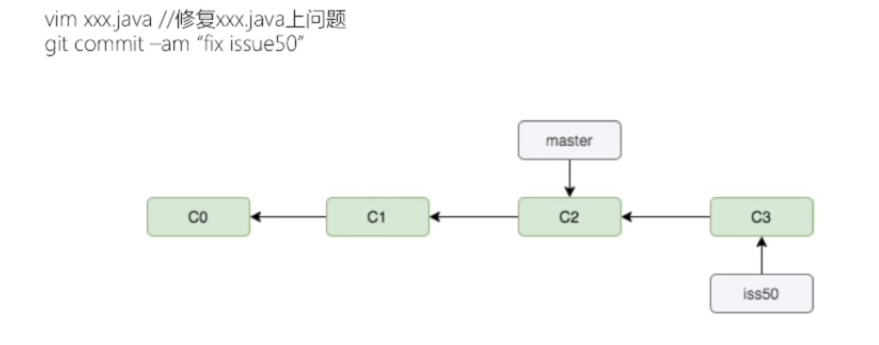 vim xxx.java //修复xxx.java上问题
git commit –am “fix issue50”
master
C0
C1
C2
C3
iss50